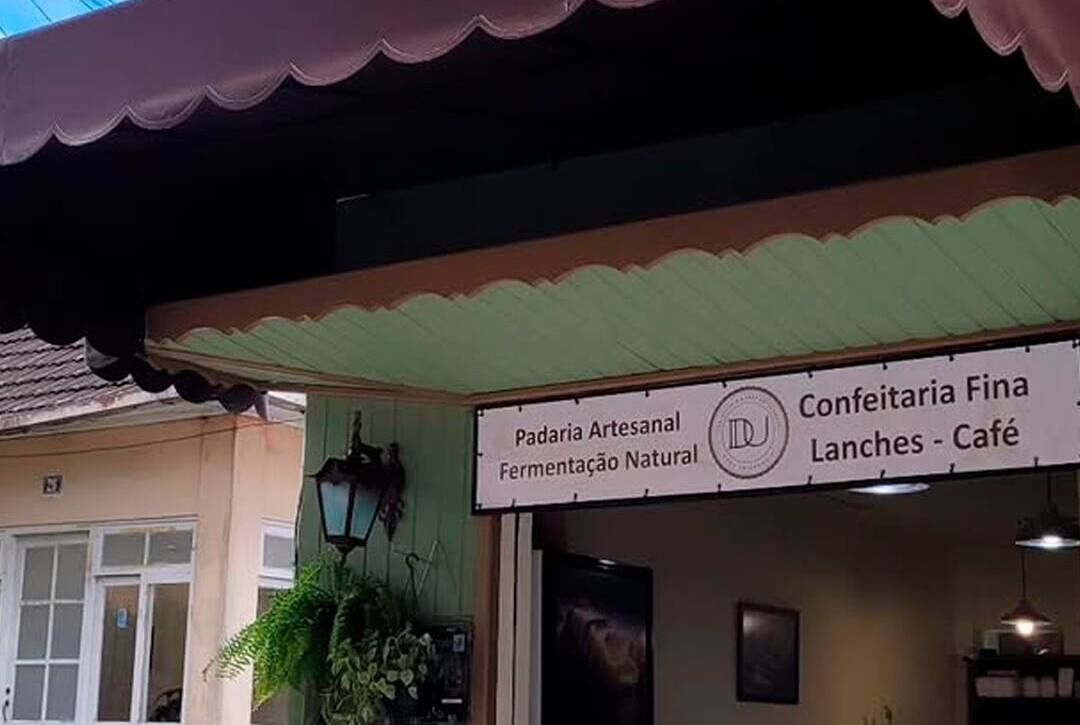 Padaria Artesanal
Fermentação Natural
DU
Confeitaria Fina
Lanches - Café